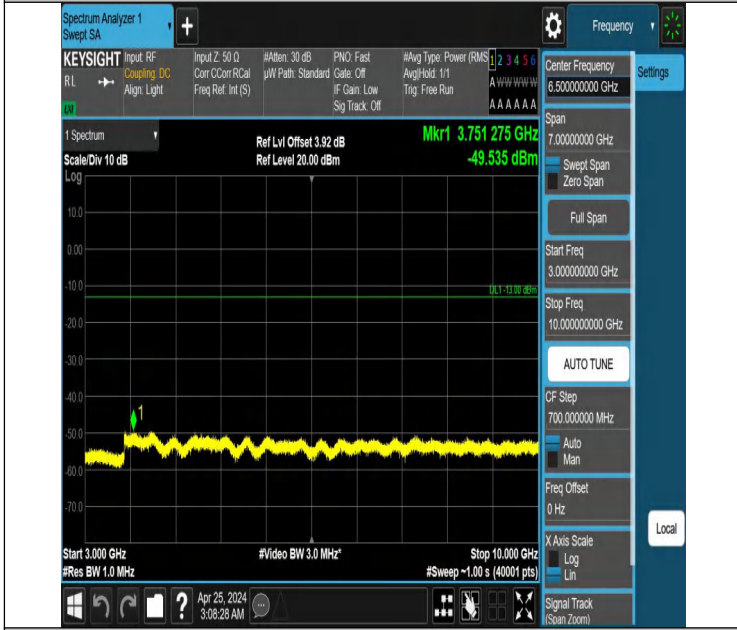 Spectrum Analyzer 1
Swept SA
+
Frequency
KEYSIGHT
RL
Input: RF
Coupling: DC
Align: Light
Input Z: 50 Ω
Corr CCorr RCal
Freq Ref: Int (S)
#Atten: 30 dB
µW Path: Standard
PNO: Fast
Gate: Off
IF Gain: Low
Sig Track: Off
#Avg Type: Power (RMS
Avg|Hold: 1/1
Trig: Free Run
1 2 3 4 5 6
A W W W W W
A A A A A A
1 Spectrum
Scale/Div 10 dB
Log
Ref Lvl Offset 3.92 dB
Ref Level 20.00 dBm
Mkr1 3.751 275 GHz
-49.535 dBm
10.0
0.00
-10.0
DL1 -13.00 dBm
-20.0
-30.0
-40.0
1
-50.0
-60.0
-70.0
Start 3.000 GHz
#Res BW 1.0 MHz
#Video BW 3.0 MHz*
Stop 10.000 GHz
#Sweep ~1.00 s (40001 pts)
?
Apr 25, 2024
3:08:28 AM
Center Frequency
6.500000000 GHz
Settings
Span
7.00000000 GHz
Swept Span
Zero Span
Full Span
Start Freq
3.000000000 GHz
Stop Freq
10.000000000 GHz
AUTO TUNE
CF Step
700.000000 MHz
Auto
Man
Freq Offset
0 Hz
X Axis Scale
Log
Lin
Local
Signal Track
(Span Zoom)